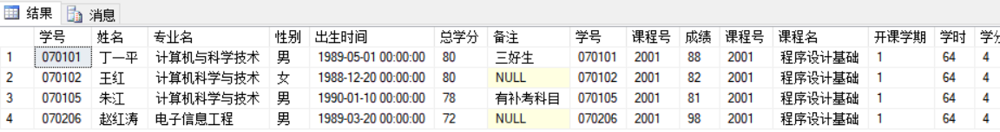 结果 消息
学号 姓名 专业名 性别 出生时间 总学分 备注 学号 课程号 成绩 课程号 课程名 开课学期 学时 学分
1 070101 丁一平 计算机与科学技术 男 1989-05-01 00:00:00 80 三好生 070101 2001 88 2001 程序设计基础 1 64 4
2 070102 王红 计算机科学与技术 女 1988-12-20 00:00:00 80 NULL 070102 2001 82 2001 程序设计基础 1 64 4
3 070105 朱江 计算机科学与技术 男 1990-01-10 00:00:00 78 有补考科目 070105 2001 81 2001 程序设计基础 1 64 4
4 070206 赵红涛 电子信息工程 男 1989-03-20 00:00:00 72 NULL 070206 2001 98 2001 程序设计基础 1 64 4